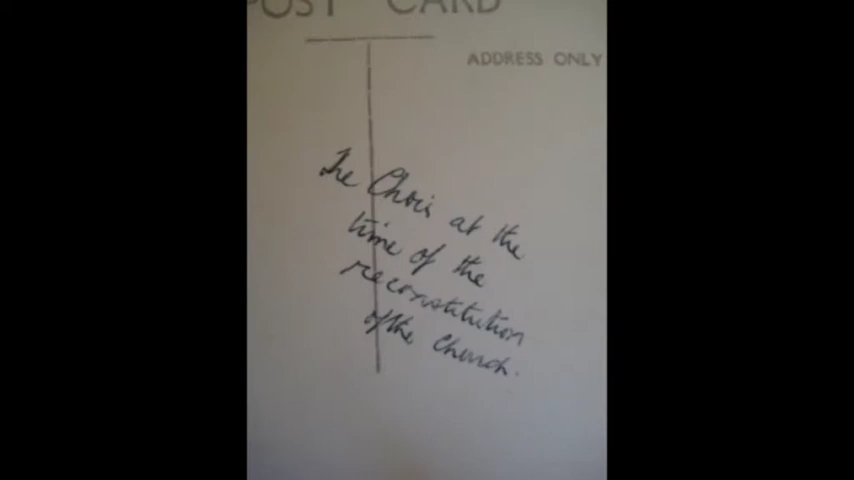 POST CARD
ADDRESS ONLY
The Choir at the
time of the
reconstitution
of the Church.